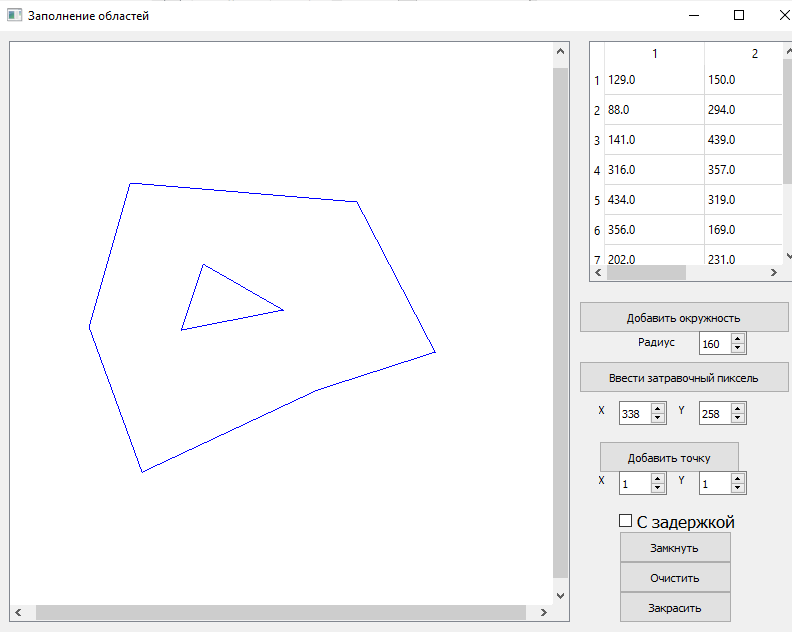 Заполнение областей
1 2
1 129.0 150.0
2 88.0 294.0
3 141.0 439.0
4 316.0 357.0
5 434.0 319.0
6 356.0 169.0
7 202.0 231.0
Добавить окружность
Радиус 160
Ввести затравочный пиксель
X 338 Y 258
Добавить точку
X 1 Y 1
С задержкой
Замкнуть
Очистить
Закрасить